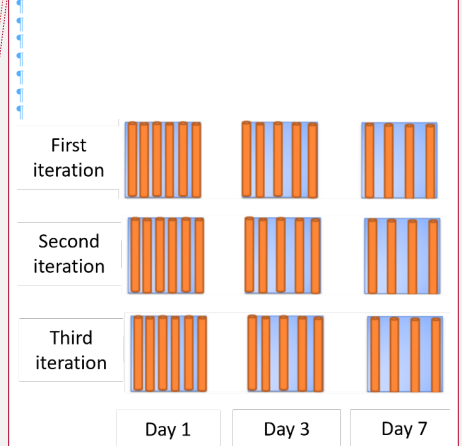 First
iteration
Second
iteration
Third
iteration
Day 1
Day 3
Day 7